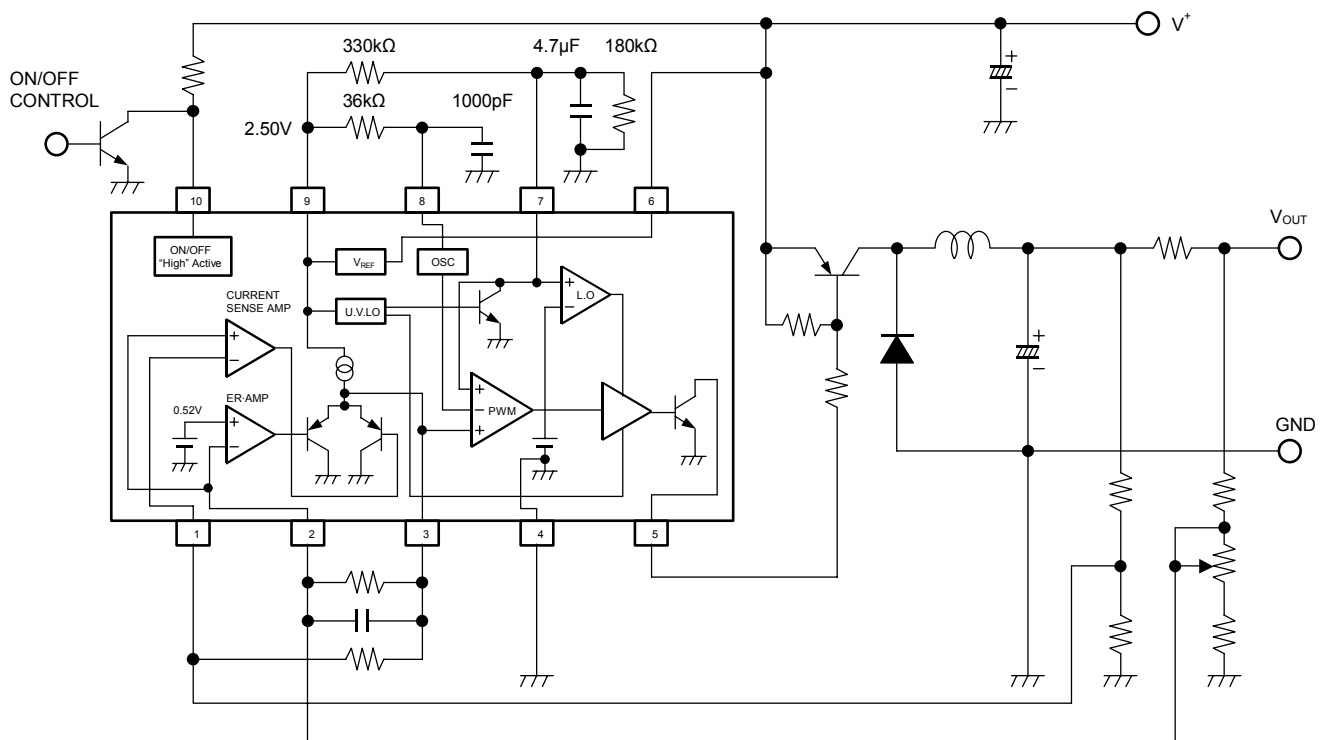 V+
330kΩ
4.7μF
180kΩ
ON/OFF
CONTROL
36kΩ
1000pF
2.50V
10
9
8
7
6
ON/OFF
"High" Active
VREF
OSC
VOUT
CURRENT
SENSE AMP
U.V.LO
L.O
+
−
+
−
+
−
+
−
+
−
ER·AMP
0.52V
+
−
+
−
+
PWM
GND
1
2
3
4
5